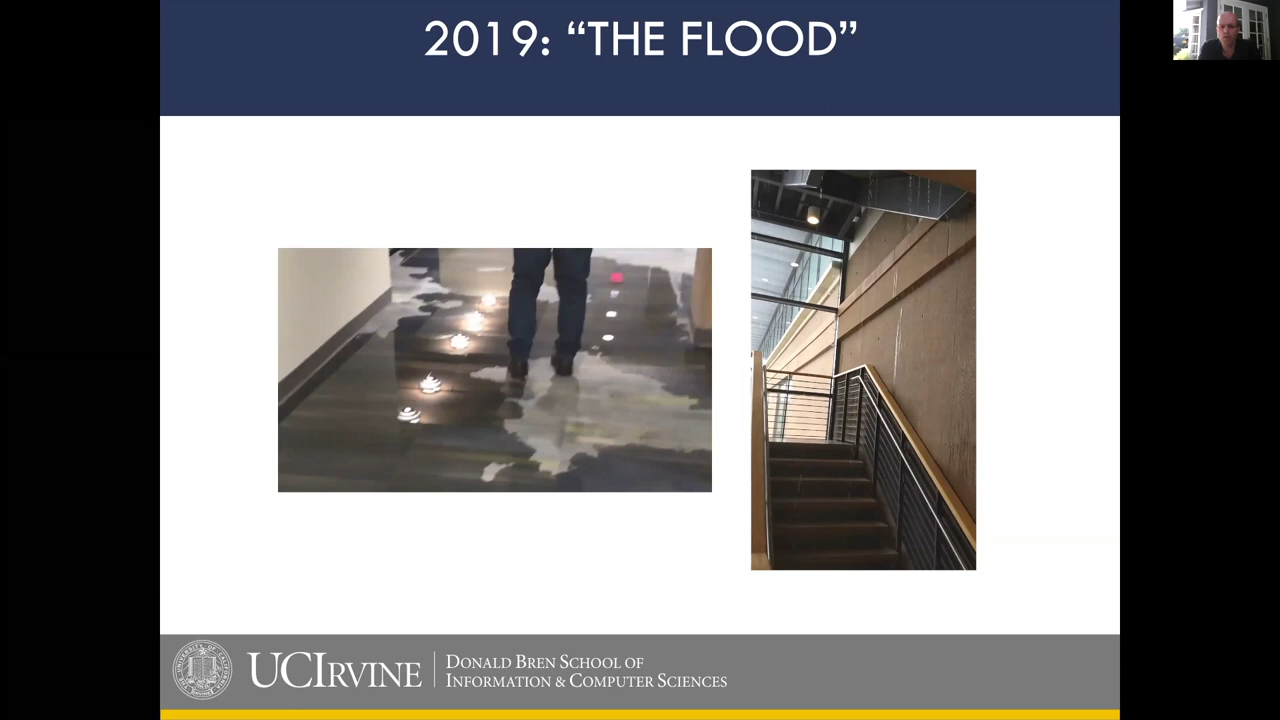 2019: “THE FLOOD”
UCIRVINE
DONALD BREN SCHOOL OF
INFORMATION & COMPUTER SCIENCES